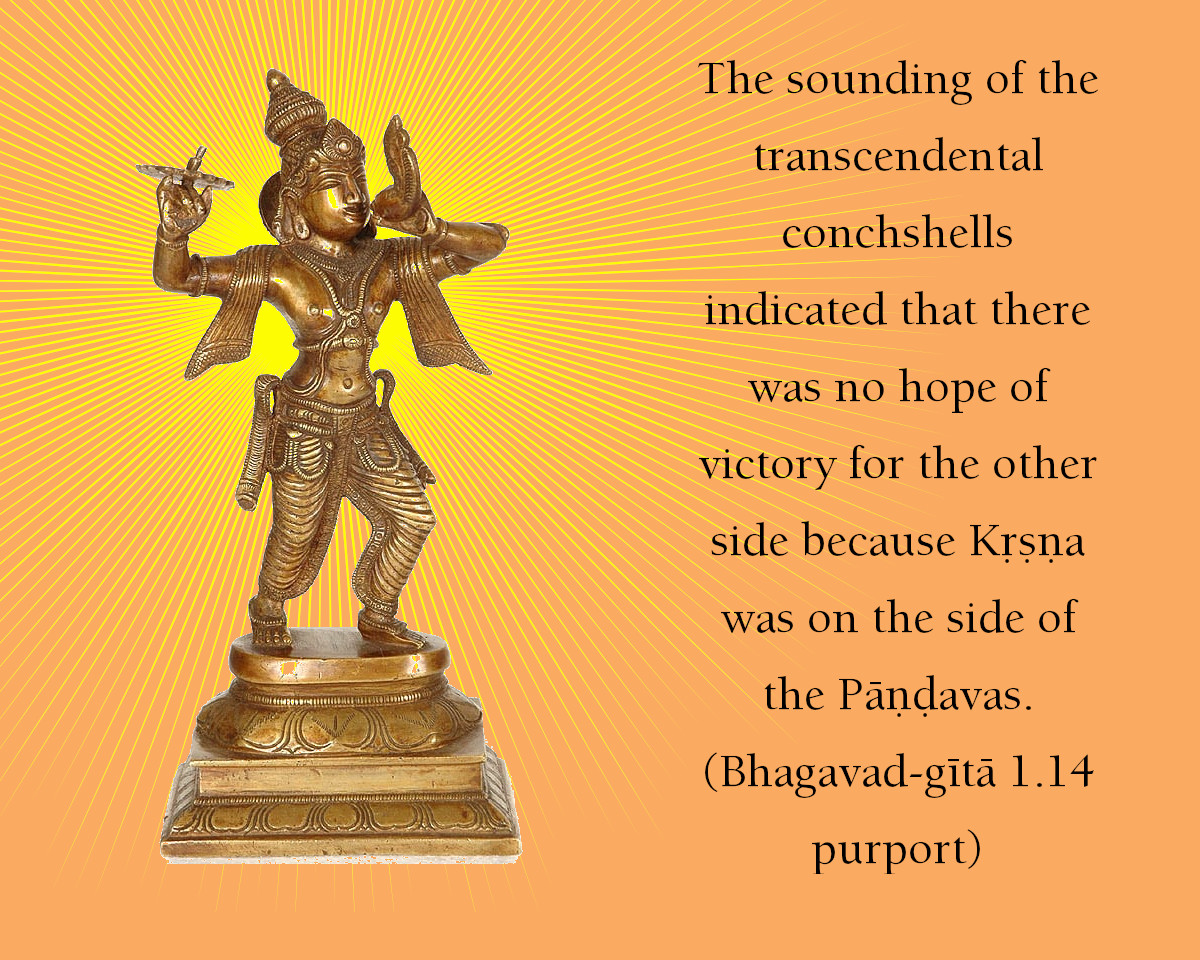 The sounding of the
transcendental
conchshells
indicated that there
was no hope of
victory for the other
side because Kṛṣṇa
was on the side of
the Pāṇḍavas.
(Bhagavad-gītā 1.14
purport)